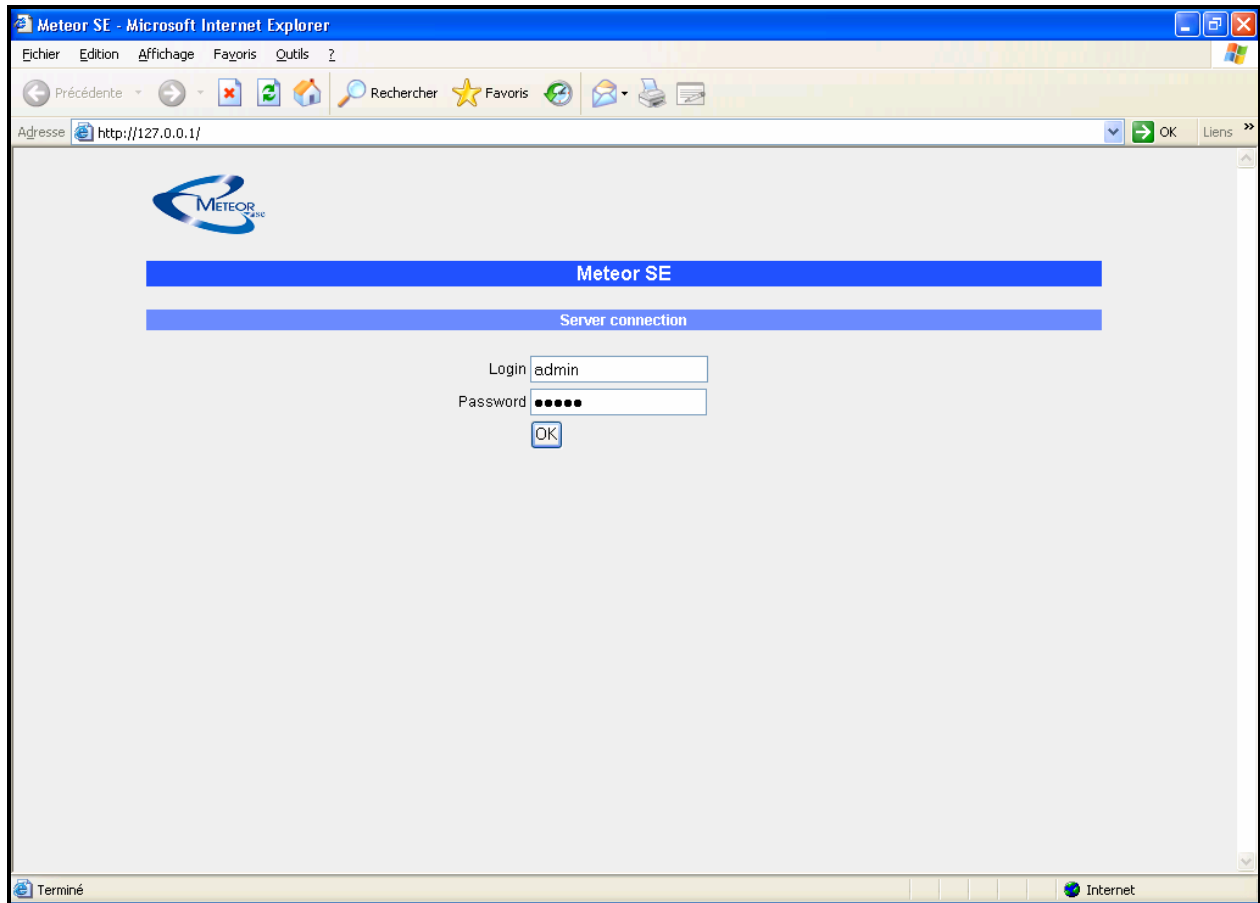 Meteor SE - Microsoft Internet Explorer
Fichier Edition Affichage Favoris Outils ?
Précédente Rechercher Favoris
Adresse http://127.0.0.1/ OK Liens »
METEOR
Meteor SE
Server connection
Login admin
Password •••••
OK
Terminé Internet